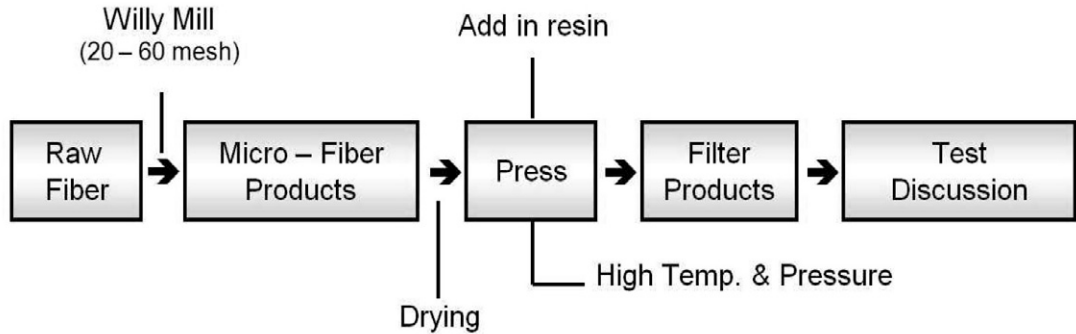 Willy Mill
(20 – 60 mesh)
Add in resin
Raw
Fiber
Micro – Fiber
Products
Press
Filter
Products
Test
Discussion
High Temp. & Pressure
Drying